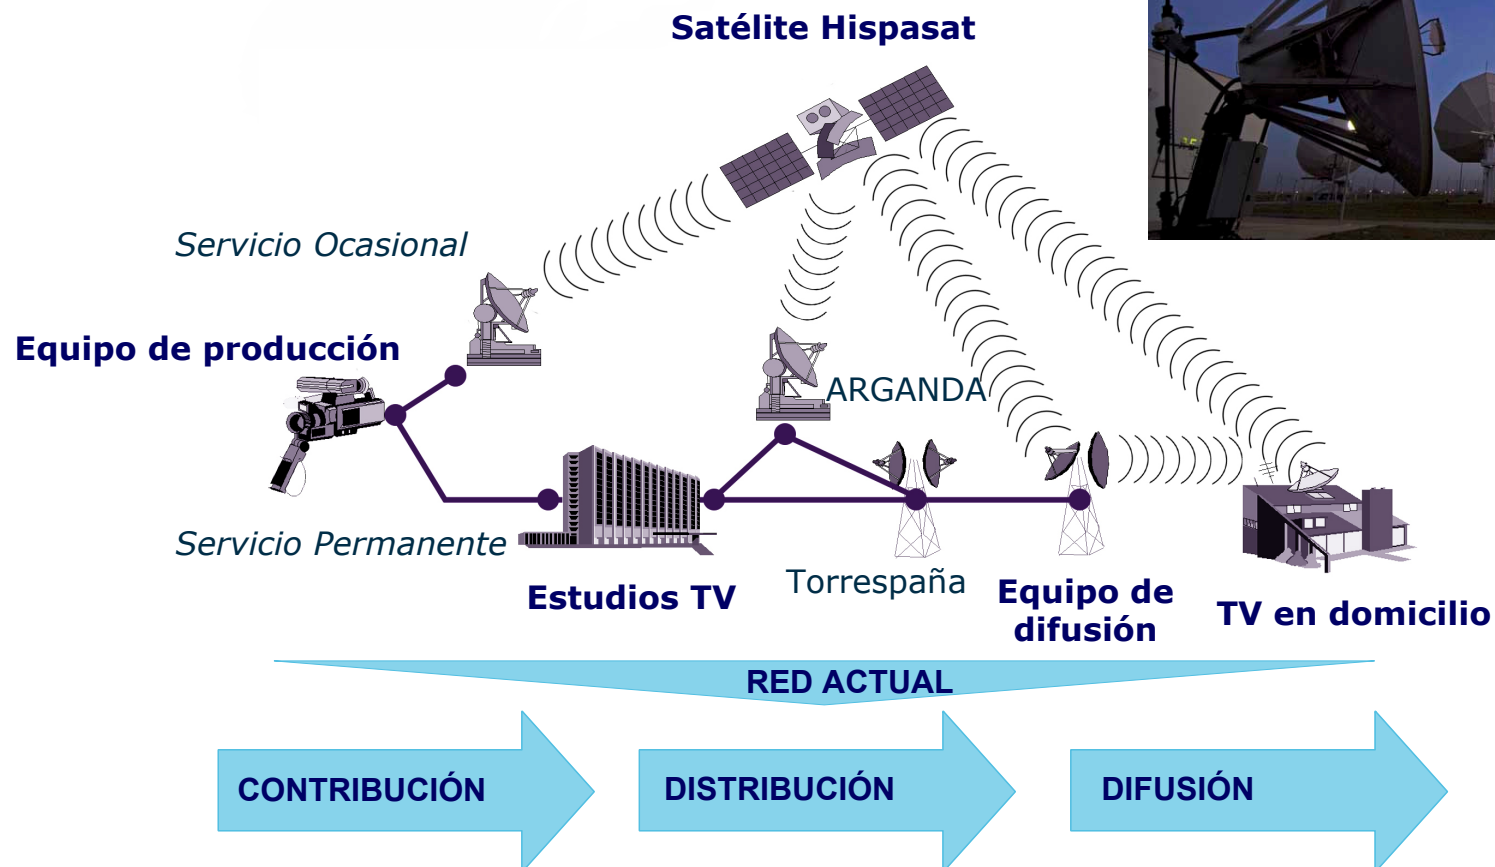 Satélite Hispasat
Servicio Ocasional
Equipo de producción
ARGANDA
Servicio Permanente
Estudios TV
Torrespaña
Equipo de
difusión
TV en domicilio
RED ACTUAL
CONTRIBUCIÓN
DISTRIBUCIÓN
DIFUSIÓN